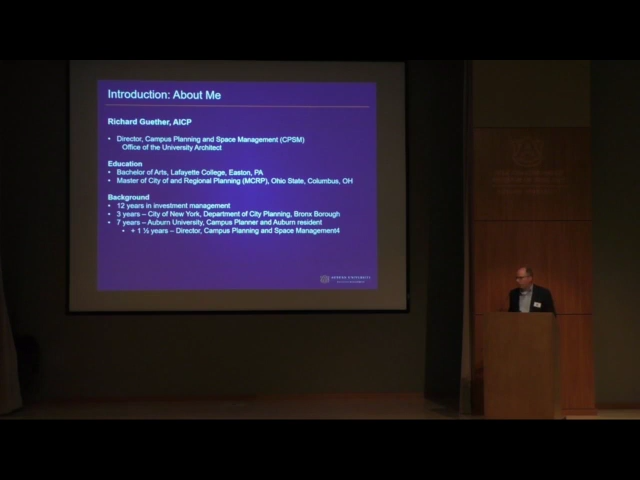 Introduction: About Me
Richard Guether, AICP
• Director, Campus Planning and Space Management (CPSM)
Office of the University Architect
Education
• Bachelor of Arts, Lafayette College, Easton, PA
• Master of City of and Regional Planning (MCRP), Ohio State, Columbus, OH
Background
• 12 years in investment management
• 3 years – City of New York, Department of City Planning, Bronx Borough
• 7 years – Auburn University, Campus Planner and Auburn resident
• + 1 ½ years – Director, Campus Planning and Space Management4
AUBURN UNIVERSITY